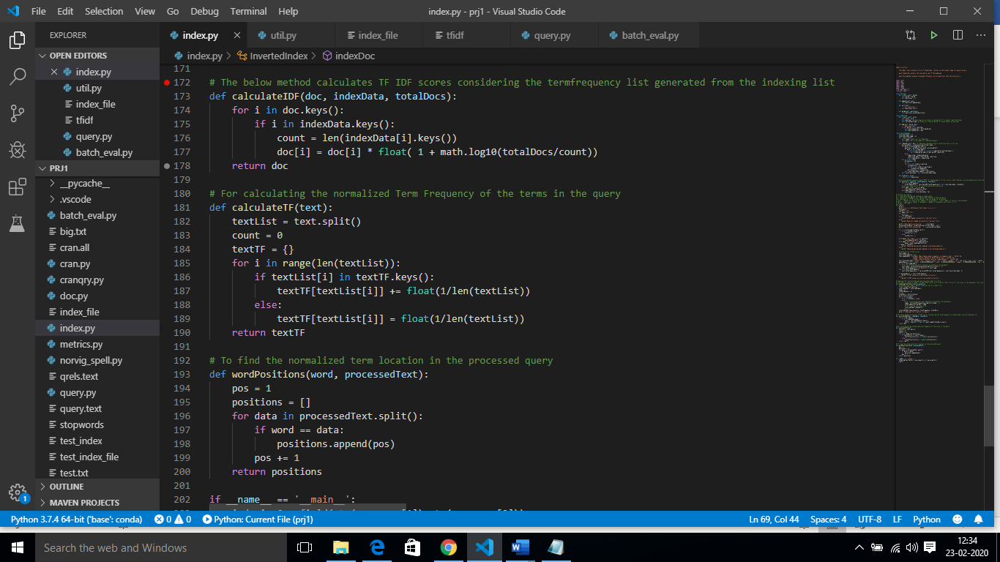 File Edit Selection View Go Debug Terminal Help index.py - prj1 - Visual Studio Code
EXPLORER
index.py util.py index_file tfidf query.py batch_eval.py
OPEN EDITORS
index.py > InvertedIndex > indexDoc
index.py
util.py
index_file
tfidf
query.py
batch_eval.py
PRJ1
__pycache__
.vscode
batch_eval.py
big.txt
cran.all
cran.py
cranqry.py
doc.py
index_file
index.py
metrics.py
norvig_spell.py
qrels.text
query.py
query.text
stopwords
test_index
test_index_file
test.txt
OUTLINE
MAVEN PROJECTS
1
171
172 # The below method calculates TF IDF scores considering the termfrequency list generated from the indexing list
173 def calculateIDF(doc, indexData, totalDocs):
174 for i in doc.keys():
175 if i in indexData.keys():
176 count = len(indexData[i].keys())
177 doc[i] = doc[i] * float( 1 + math.log10(totalDocs/count))
178 return doc
179
180 # For calculating the normalized Term Frequency of the terms in the query
181 def calculateTF(text):
182 textList = text.split()
183 count = 0
184 textTF = {}
185 for i in range(len(textList)):
186 if textList[i] in textTF.keys():
187 textTF[textList[i]] += float(1/len(textList))
188 else:
189 textTF[textList[i]] = float(1/len(textList))
190 return textTF
191
192 # To find the normalized term location in the processed query
193 def wordPositions(word, processedText):
194 pos = 1
195 positions = []
196 for data in processedText.split():
197 if word == data:
198 positions.append(pos)
199 pos += 1
200 return positions
201
202 if __name__ == '__main__':
Python 3.7.4 64-bit ('base': conda) 0 0 Python: Current File (prj1) Ln 69, Col 44 Spaces: 4 UTF-8 LF Python
Search the web and Windows
12:34
23-02-2020